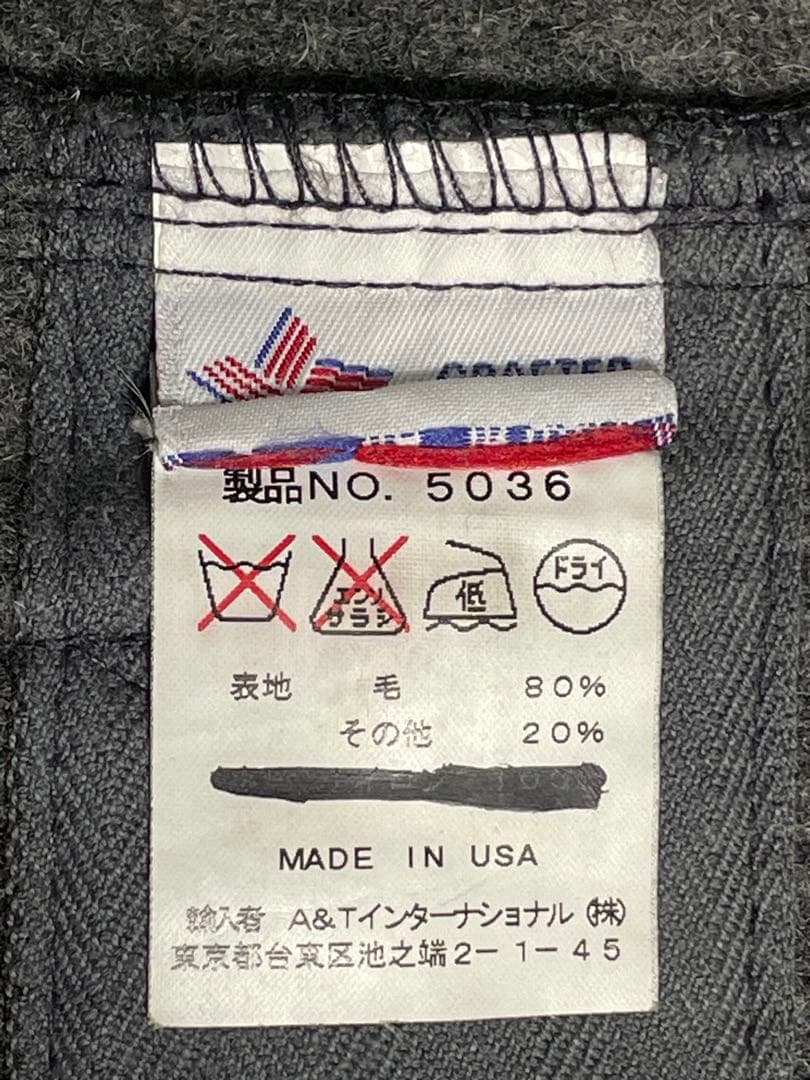 CRAFTED
製品NO. 5036
エンソ サラシ 低 ドライ
表地 毛 80%
その他 20%
MADE IN USA
輸入者 A&Tインターナショナル ㈱
東京都台東区池之端2-1-45